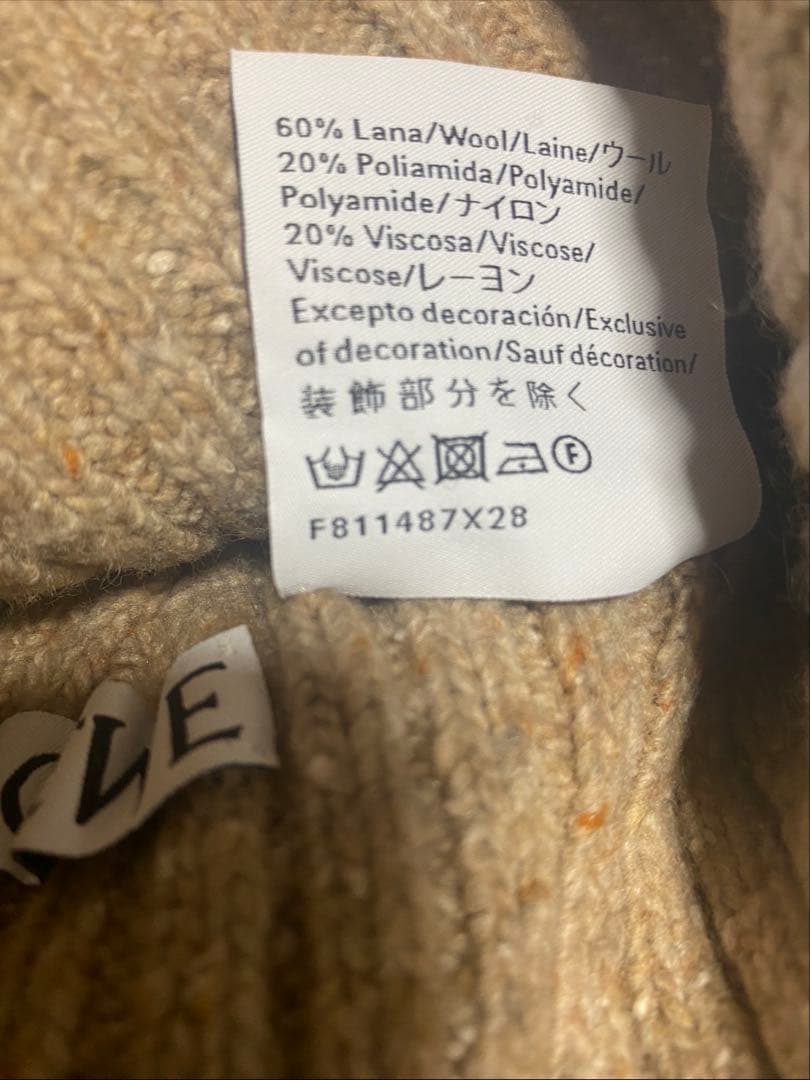 60% Lana/Wool/Laine/ウール
20% Poliamida/Polyamide/
Polyamide/ナイロン
20% Viscosa/Viscose/
Viscose/レーヨン
Excepto decoración/Exclusive
of decoration/Sauf décoration/
装飾部分を除く
F
F811487X28